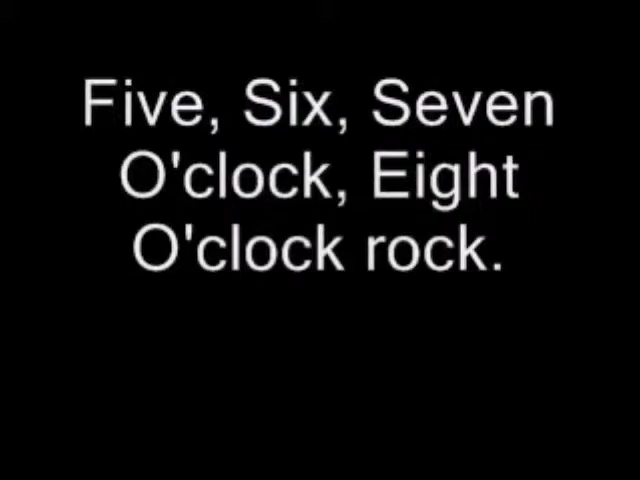 Five, Six, Seven
O'clock, Eight
O'clock rock.